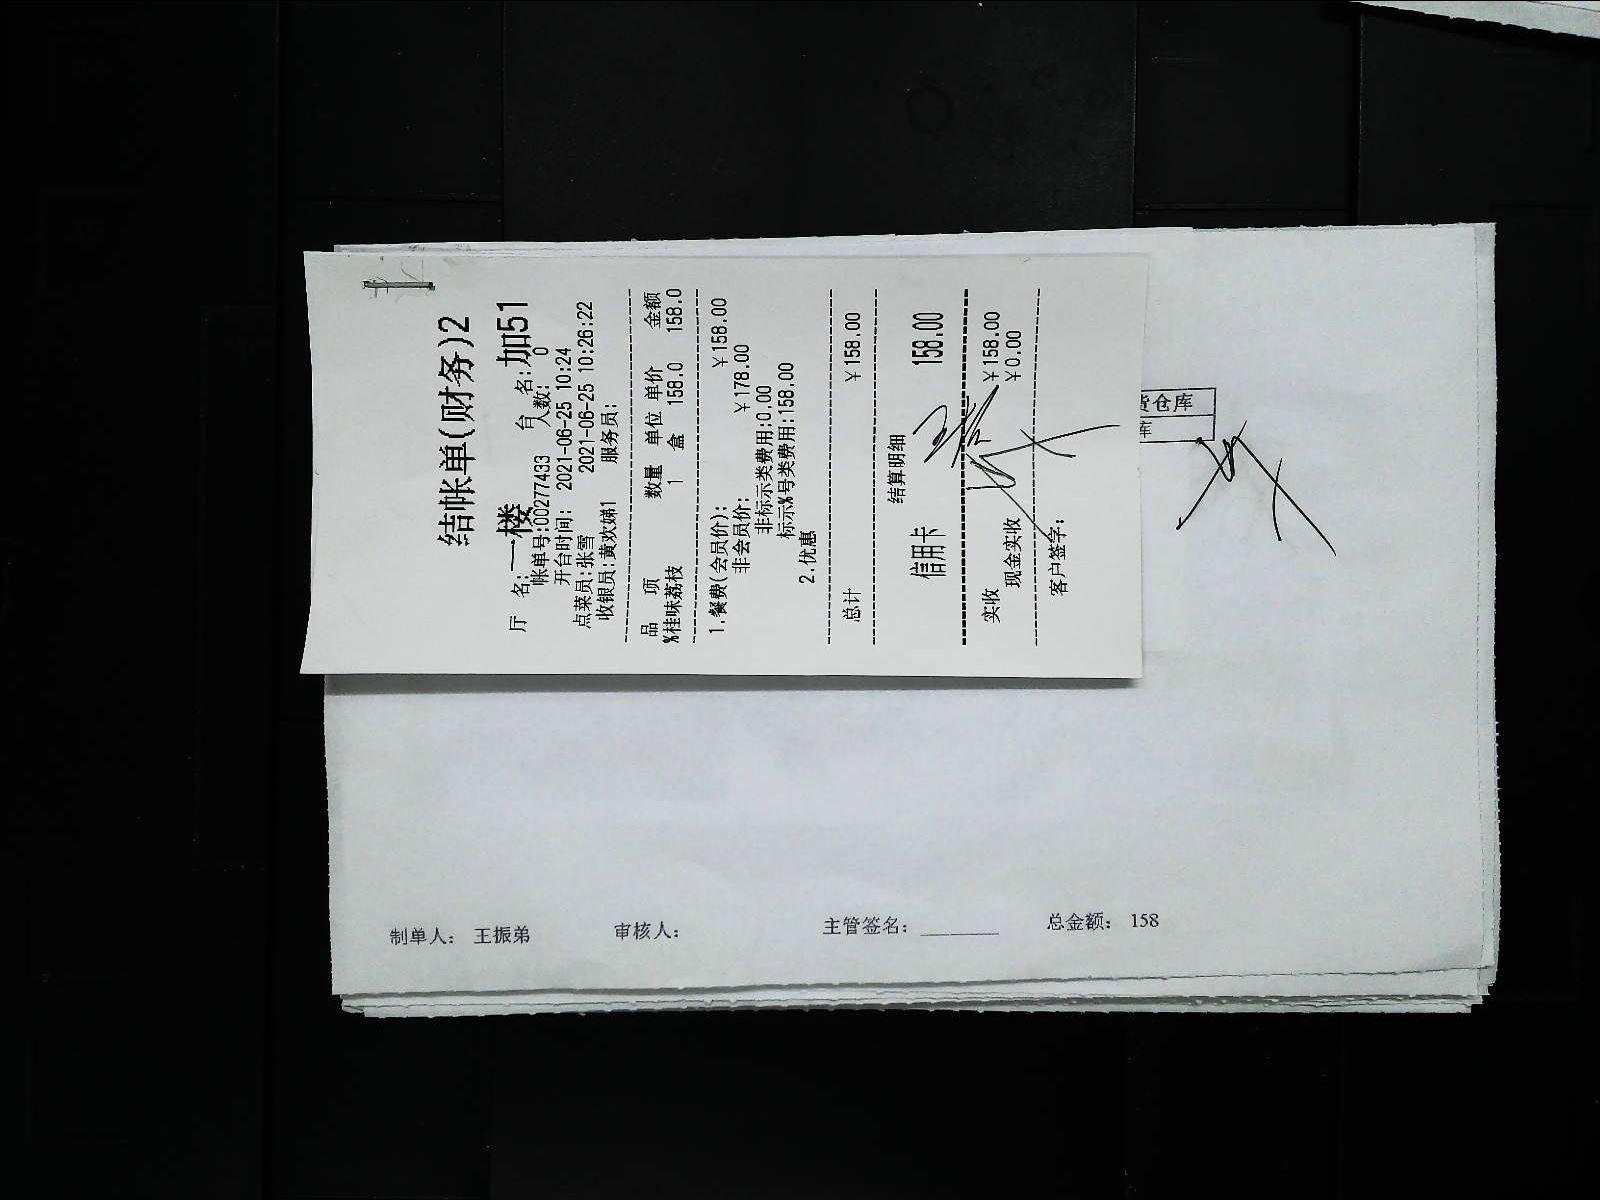 结帐单(财务)2
厅 名:一楼 台 名:加51
帐单号:00277433 人数: 0
开台时间: 2021-06-25 10:24
点菜员:张雪 2021-06-25 10:26:22
收银员:黄欢娣1 服务员:
品 项 数量 单位 单价 金额
%桂味荔枝 1 盒 158.0 158.0
1.餐费(会员价): ￥158.00
非会员价: ￥178.00
非标示类费用:0.00
标示%号类费用:158.00
2.优惠
总计 ￥158.00
结算明细
信用卡 158.00
实收 ￥158.00
现金实收 ￥0.00
客户签字:
货仓库
库
制单人: 王振弟 审核人: 主管签名: ________ 总金额: 158